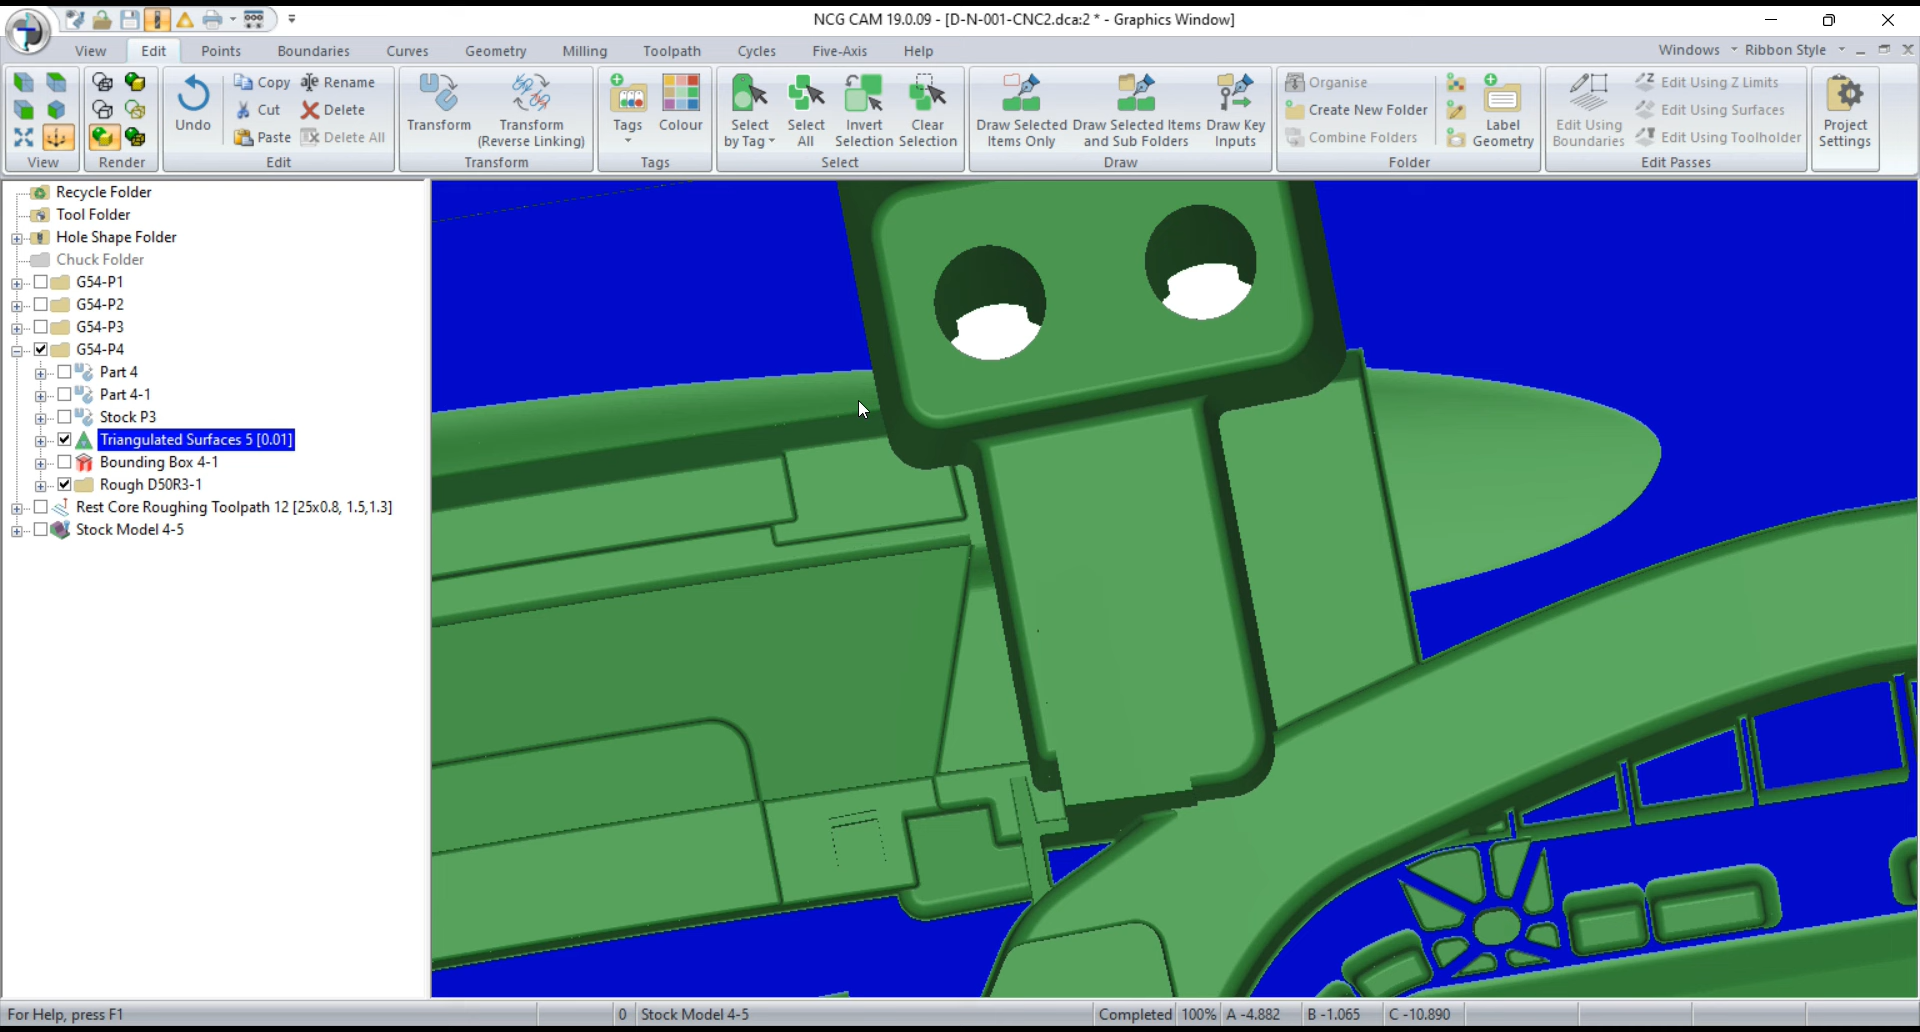 NCG CAM 19.0.09 - [D-N-001-CNC2.dca:2 * - Graphics Window]
View Edit Points Boundaries Curves Geometry Milling Toolpath Cycles Five-Axis Help Windows Ribbon Style
Copy Rename Organise Edit Using Z Limits
Cut Delete Create New Folder Edit Using Surfaces
Undo Transform Transform Tags Colour Select Select Invert Clear Draw Selected Draw Selected Items Draw Key Label Edit Using Project
Paste Delete All (Reverse Linking) by Tag All Selection Selection Items Only and Sub Folders Inputs Combine Folders Geometry Boundaries Edit Using Toolholder Settings
View Render Edit Transform Tags Select Draw Folder Edit Passes
Recycle Folder
Tool Folder
Hole Shape Folder
Chuck Folder
G54-P1
G54-P2
G54-P3
G54-P4
Part 4
Part 4-1
Stock P3
Triangulated Surfaces 5 [0.01]
Bounding Box 4-1
Rough D50R3-1
Rest Core Roughing Toolpath 12 [25x0.8, 1.5,1.3]
Stock Model 4-5
For Help, press F1 0 Stock Model 4-5 Completed 100% A -4.882 B -1.065 C -10.890